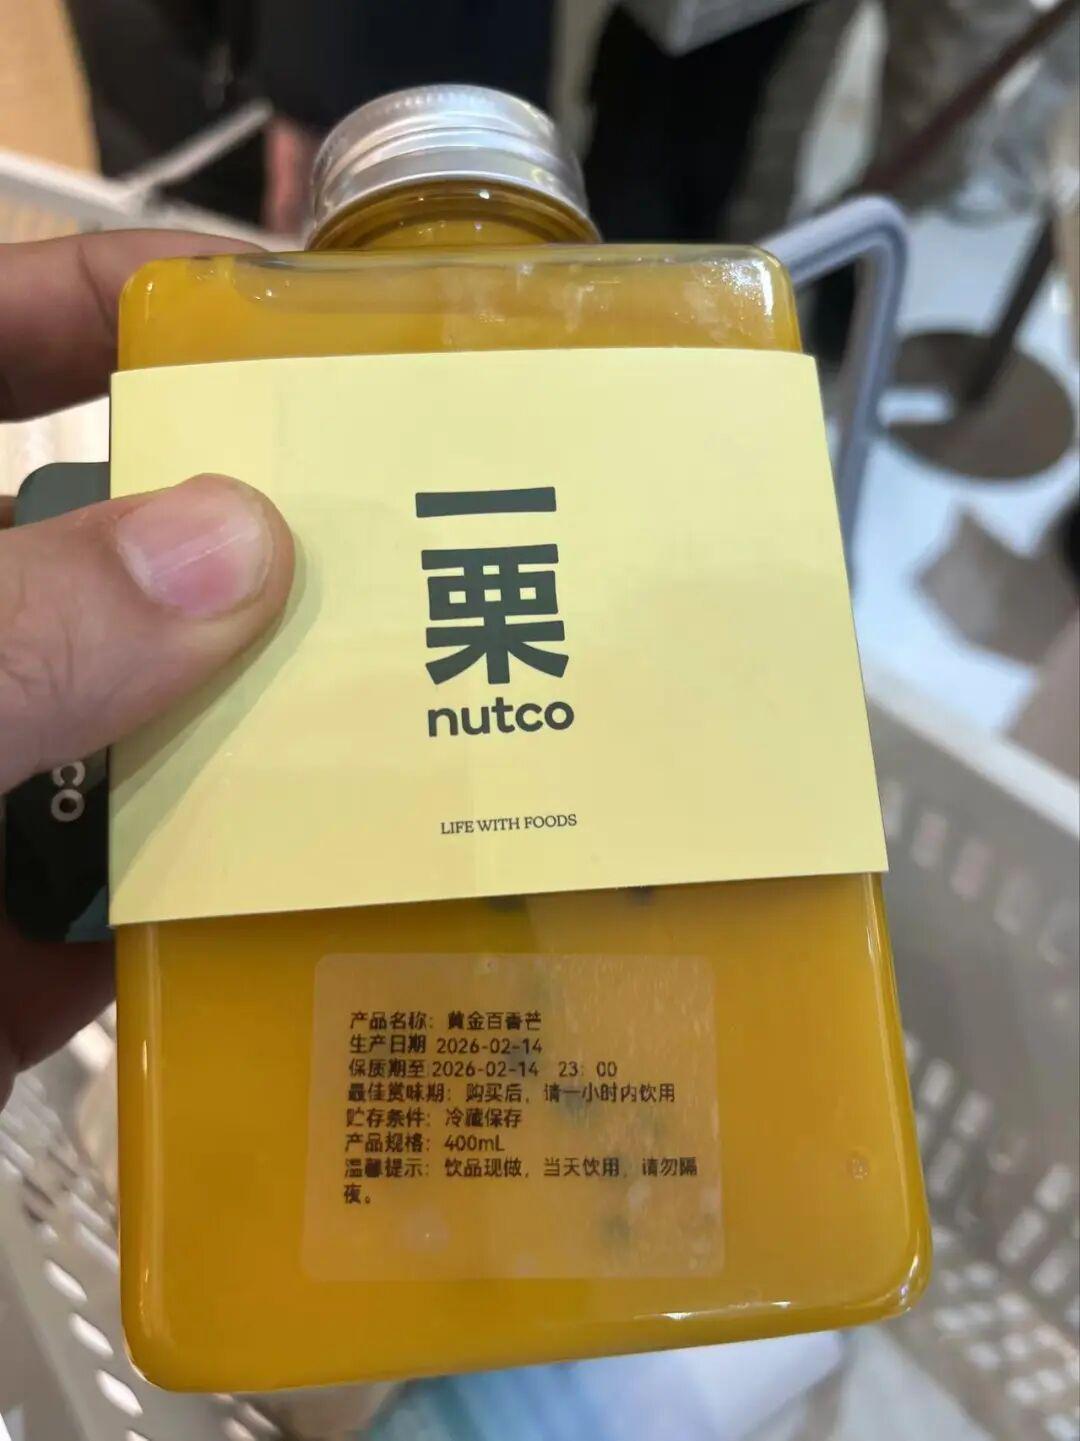 一
栗
nutco
LIFE WITH FOODS
co
产品名称：黄金百香芒
生产日期 2026-02-14
保质期至 2026-02-14 23：00
最佳赏味期：购买后，请一小时内饮用
贮存条件：冷藏保存
产品规格：400mL
温馨提示：饮品现做，当天饮用，请勿隔
夜。